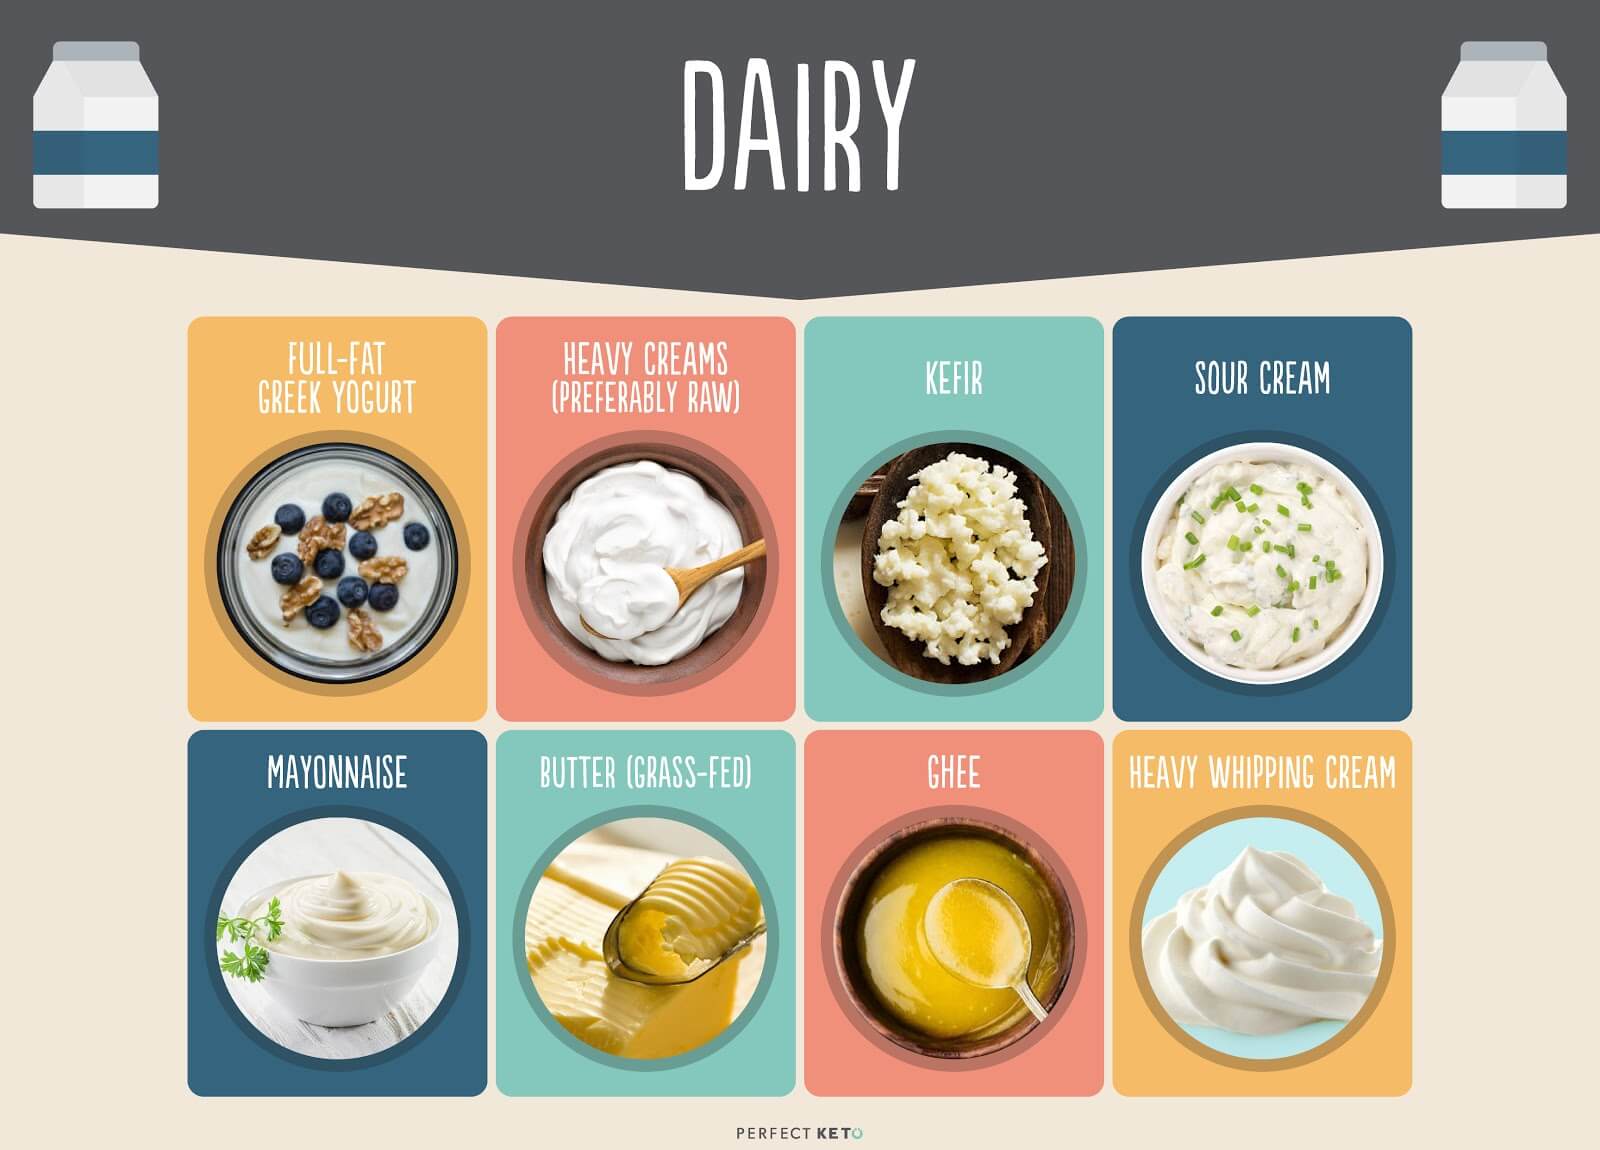 DAIRY
FULL-FAT
GREEK YOGURT
HEAVY CREAMS
(PREFERABLY RAW)
KEFIR
SOUR CREAM
MAYONNAISE
BUTTER (GRASS-FED)
GHEE
HEAVY WHIPPING CREAM
PERFECT KETO